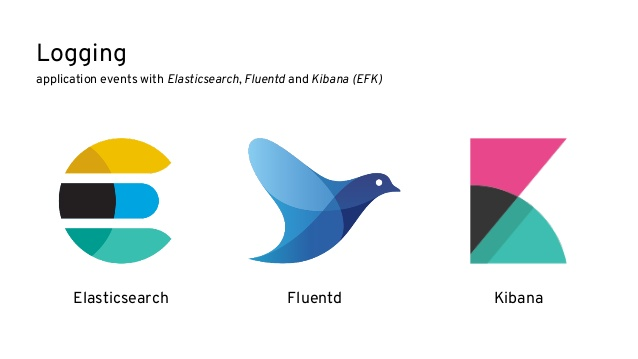 Logging
application events with Elasticsearch, Fluentd and Kibana (EFK)
Elasticsearch
Fluentd
Kibana